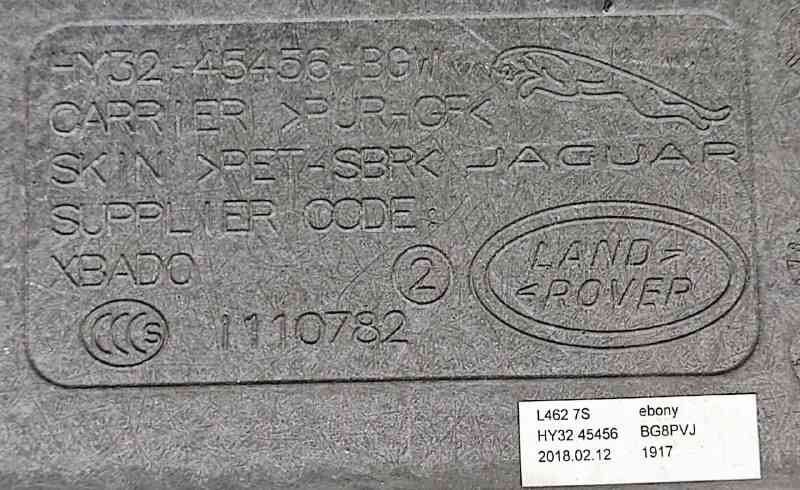 HY32-45456-BGW
CARRIER >PUR-GF<
SKIN >PET-SBR< JAGUAR
SUPPLIER CODE:
XBADO 2
LAND
ROVER
CCC S 1110782
L462 7S ebony
HY32 45456 BG8PVJ
2018.02.12 1917